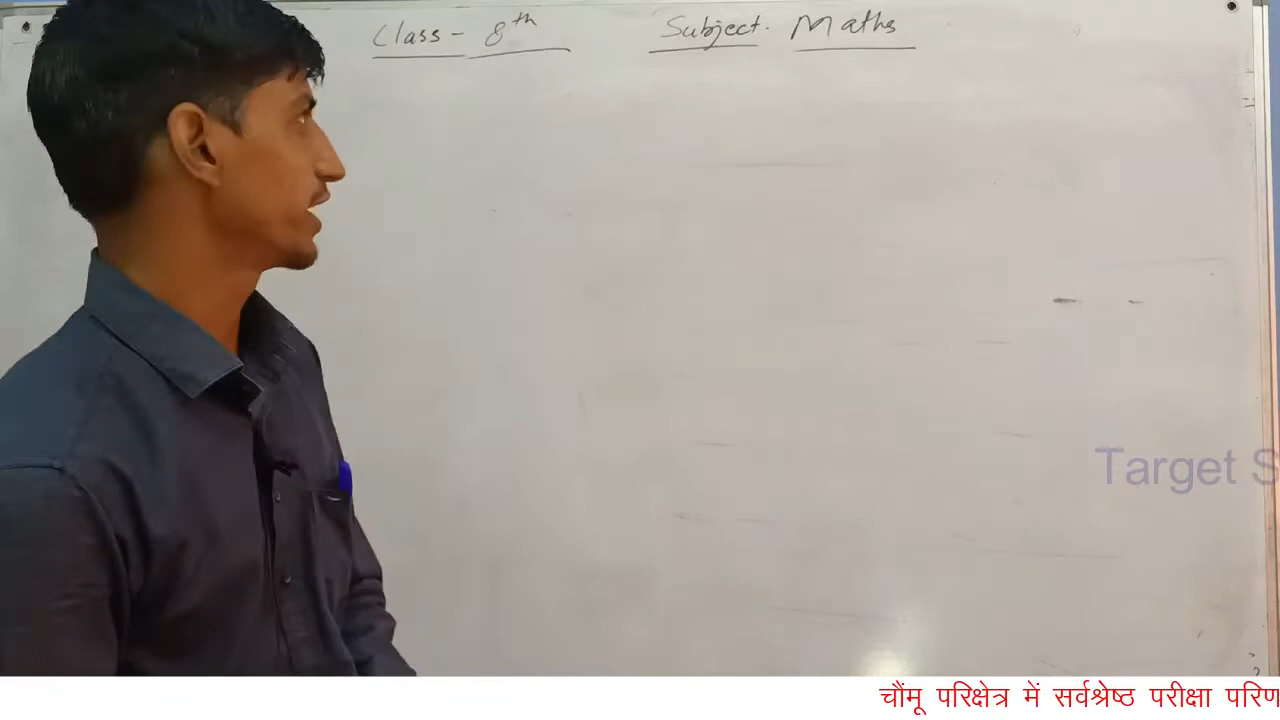 Class - 8th Subject. Maths
Target S
चौंमू परिक्षेत्र में सर्वश्रेष्ठ परीक्षा परिण